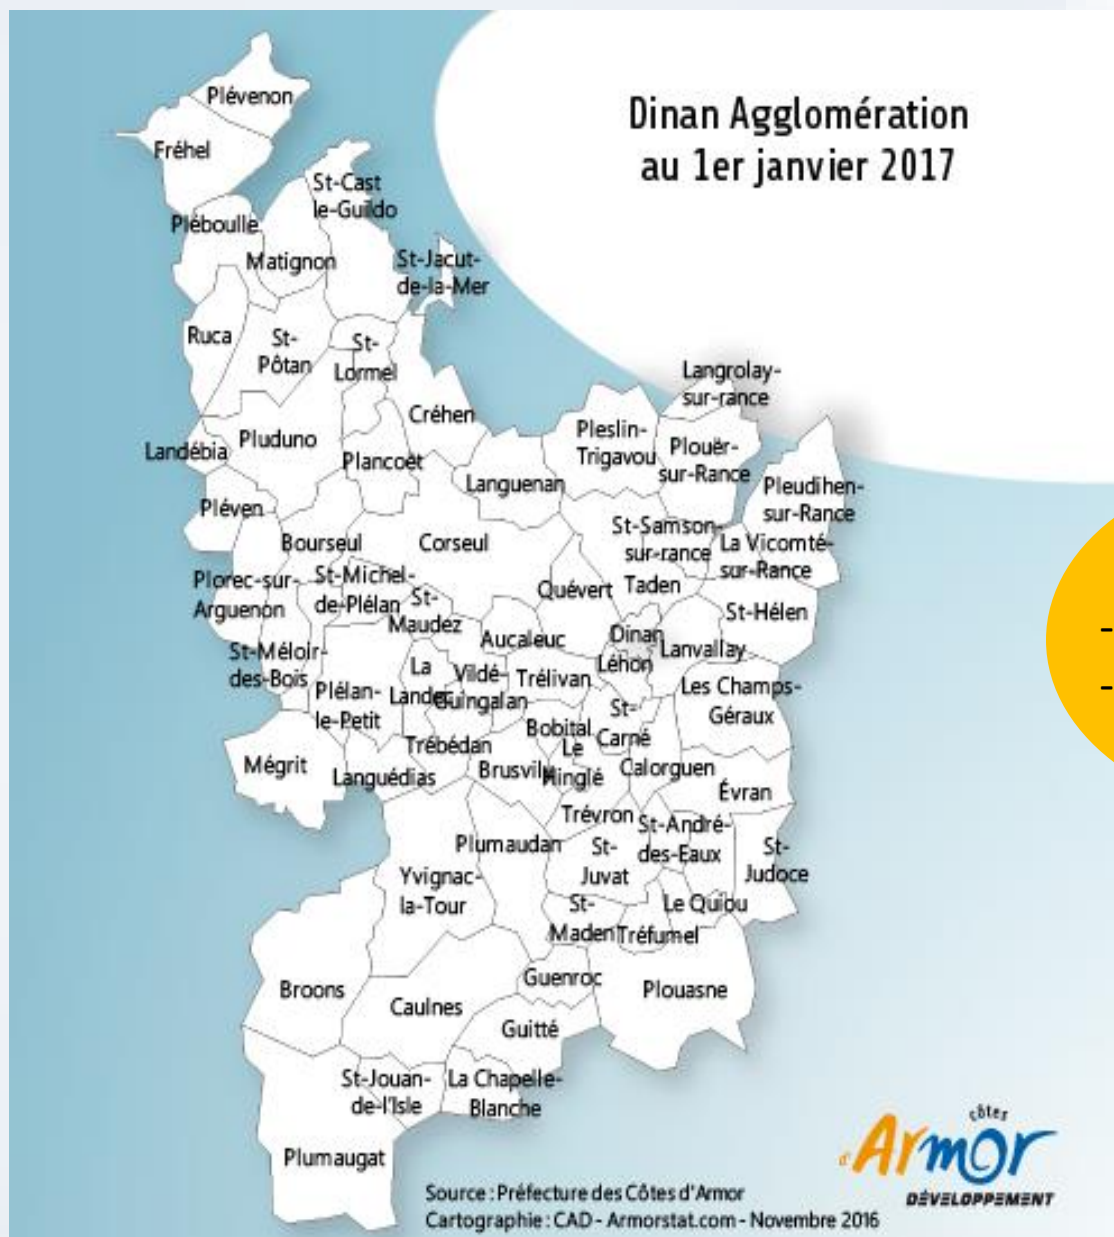 Dinan Agglomération
au 1er janvier 2017
Plévenon
Fréhel
St-Cast
le-Guildo
Pléboulle
Matignon
St-Jacut-
de-la-Mer
Ruca
St-
Pôtan
St-
Lormel
Langrolay-
sur-rance
Créhen
Landébia
Pluduno
Plancoët
Pleslin-
Trigavou
Plouër-
sur-Rance
Languenan
Pleudihen-
sur-Rance
Pléven
Bourseul
Corseul
St-Samson-
sur-rance
La Vicomté-
sur-Rance
Plorec-sur-
Arguenon
St-Michel-
de-Plélan
St-
Maudez
Quévert
Taden
St-Hélen
Aucaleuc
Dinan
Léhon
Lanvallay
St-Méloir-
des-Bois
Plélan-
le-Petit
La
Lande
Vildé-
Guingalan
Trélivan
St-
Carné
Les Champs-
Géraux
Bobital
Le
Hinglé
Mégrit
Languédias
Trébédan
Brusvily
Calorguen
Évran
Trévron
Plumaudan
St-
Juvat
St-André-
des-Eaux
St-
Judoce
Yvignac-
la-Tour
St-
Maden
Tréfumel
Le Quiou
Broons
Caulnes
Guenroc
Plouasne
Guitté
St-Jouan-
de-l'Isle
La Chapelle-
Blanche
Plumaugat
côtes
d'Armor
DÉVELOPPEMENT
Source : Préfecture des Côtes d'Armor
Cartographie : CAD - Armorstat.com - Novembre 2016
-
-